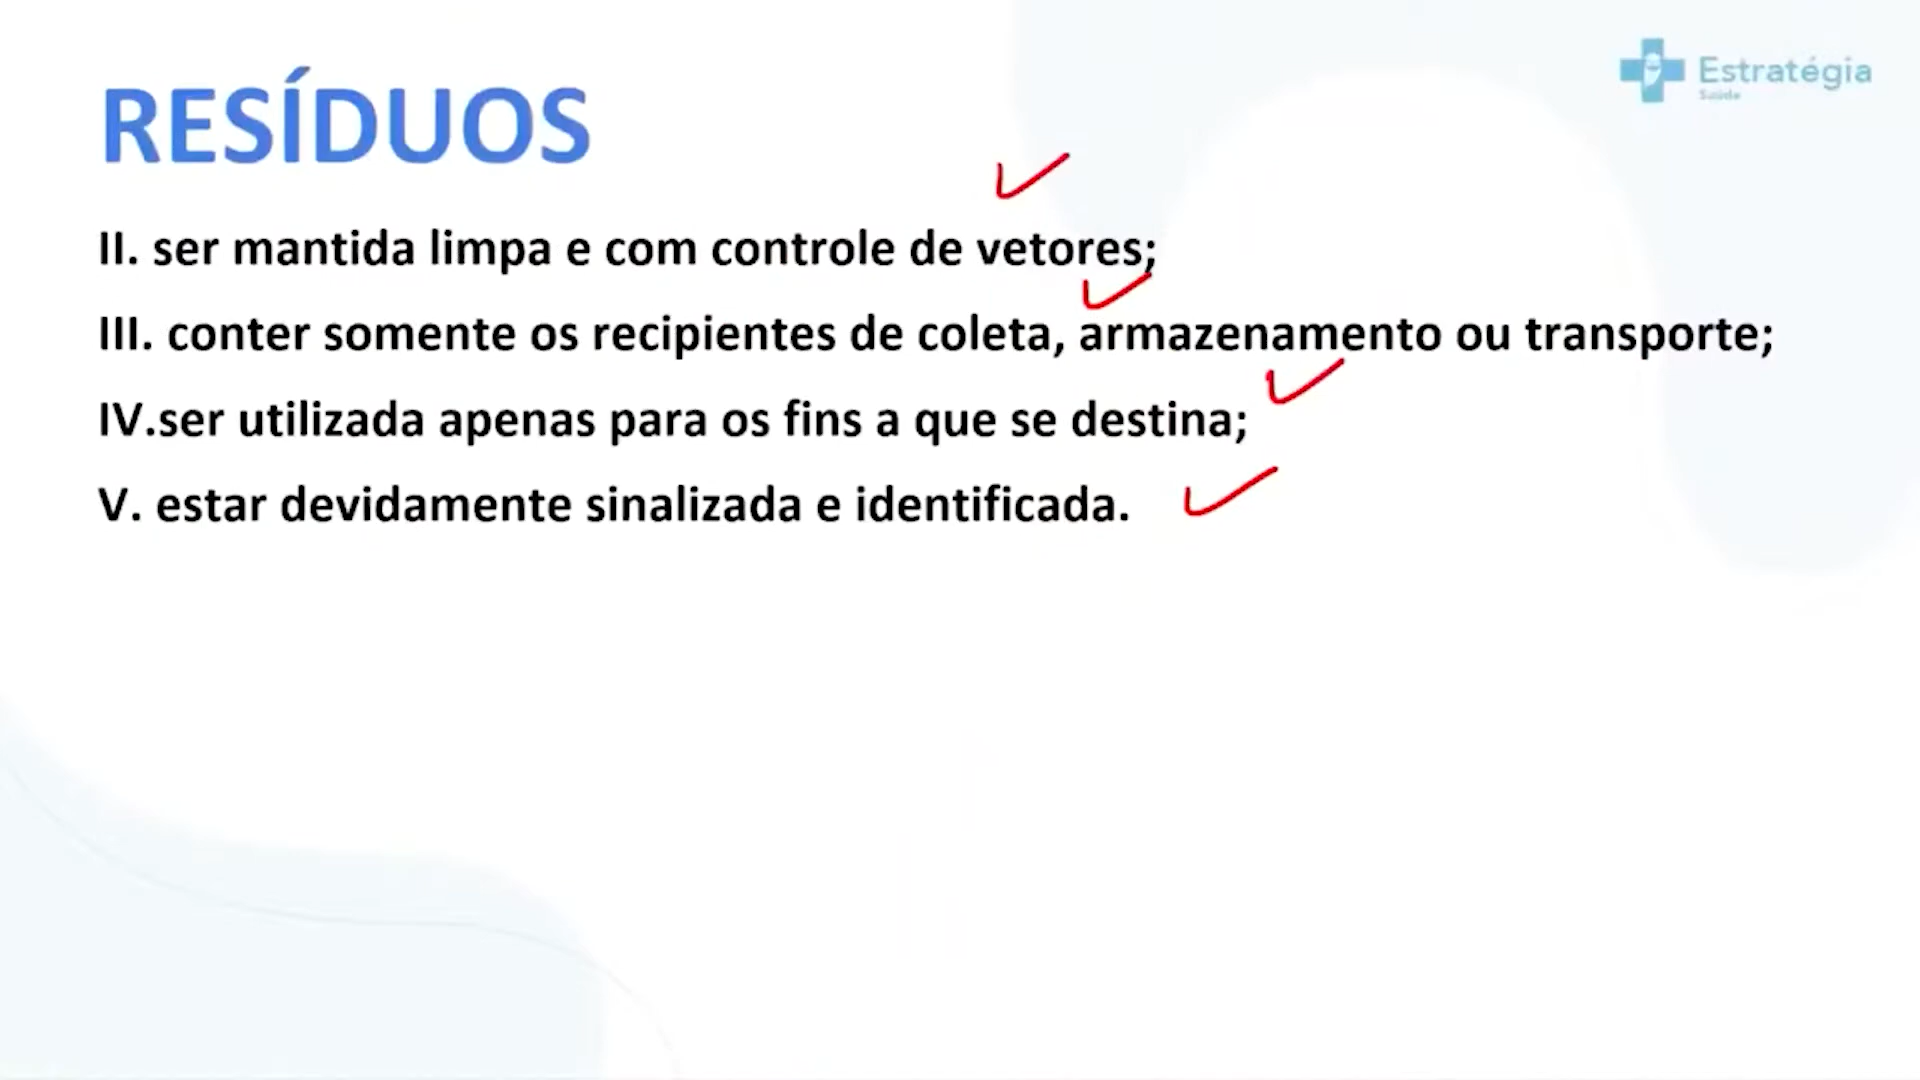 RESÍDUOS
Estratégia
Saúde
II. ser mantida limpa e com controle de vetores;
III. conter somente os recipientes de coleta, armazenamento ou transporte;
IV.ser utilizada apenas para os fins a que se destina;
V. estar devidamente sinalizada e identificada.